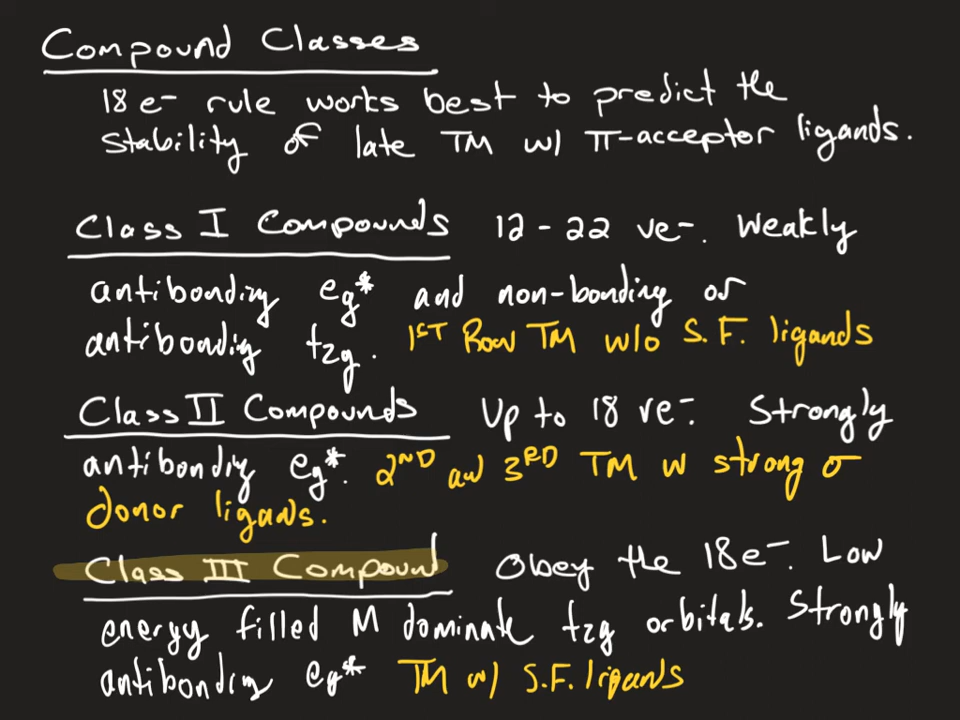 Compound Classes
18 e- rule works best to predict the
stability of late TM w/ π-acceptor ligands.
Class I Compounds 12 - 22 ve-. Weakly
antibonding eg* and non-bonding or
antibonding t2g. 1ST Row TM w/o S.F. ligands
Class II Compounds Up to 18 ve-. Strongly
antibondig eg*. 2ND and 3RD TM w strong σ
donor ligans.
Class III Compound Obey the 18e-. Low
energy filled M dominate t2g orbitals. Strongly
antibonding eg* TM w/ S.F. ligands